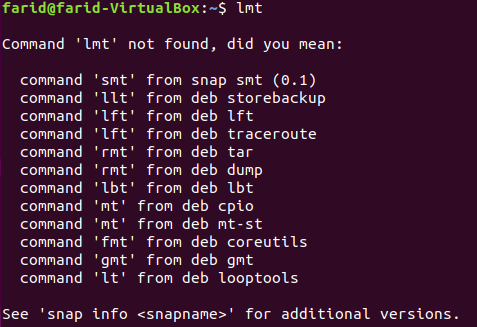 farid@farid-VirtualBox:~$ lmt
Command 'lmt' not found, did you mean:
command 'smt' from snap smt (0.1)
command 'llt' from deb storebackup
command 'lft' from deb lft
command 'lft' from deb traceroute
command 'rmt' from deb tar
command 'rmt' from deb dump
command 'lbt' from deb lbt
command 'mt' from deb cpio
command 'mt' from deb mt-st
command 'fmt' from deb coreutils
command 'gmt' from deb gmt
command 'lt' from deb looptools
See 'snap info <snapname>' for additional versions.